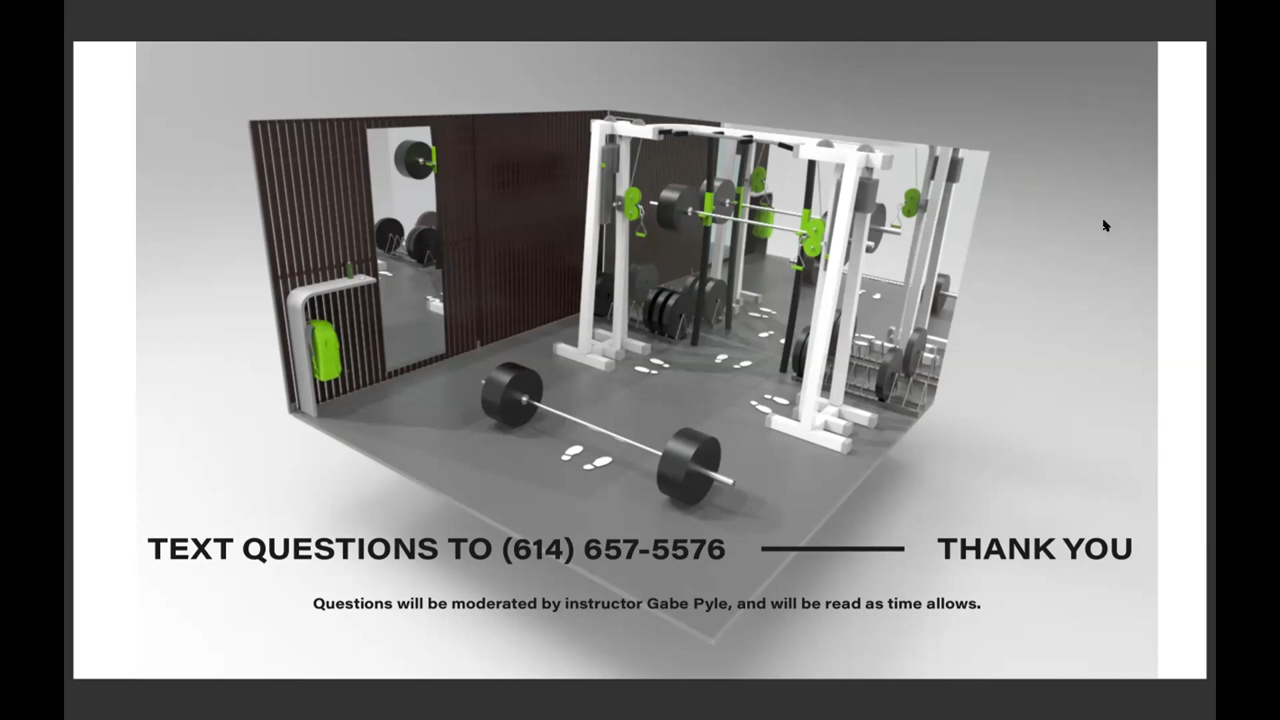 TEXT QUESTIONS TO (614) 657-5576 THANK YOU
Questions will be moderated by instructor Gabe Pyle, and will be read as time allows.